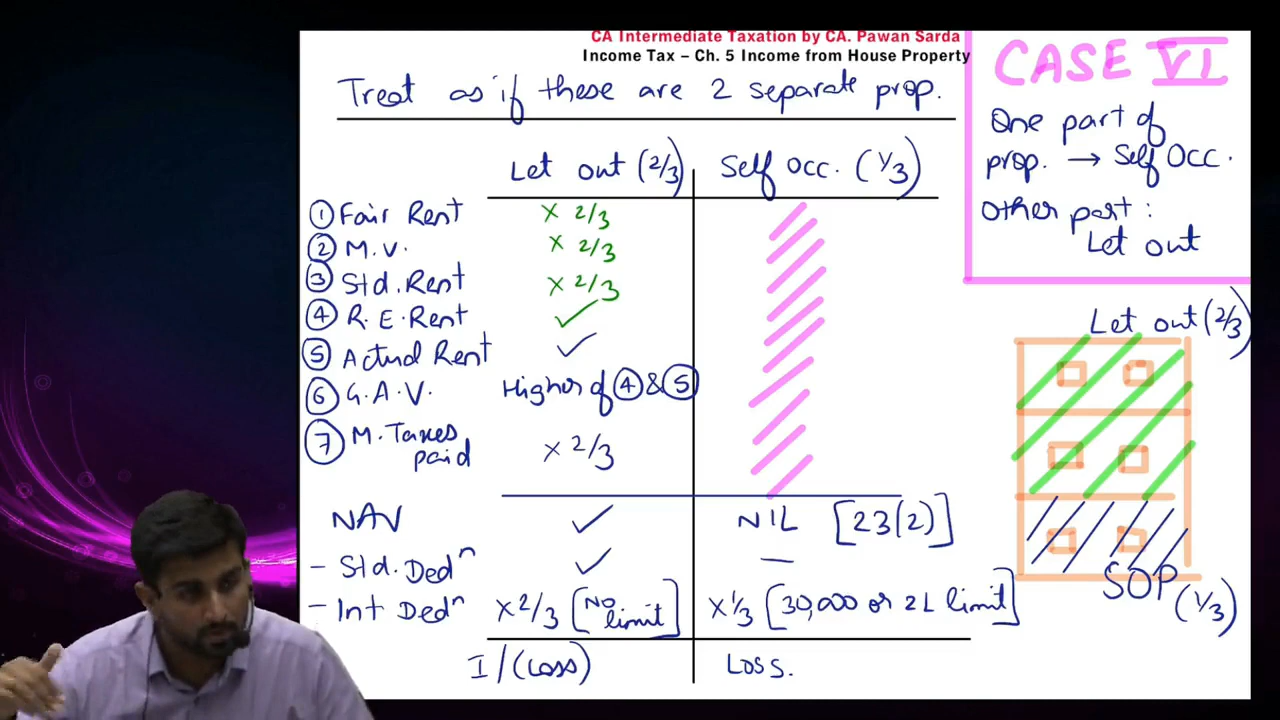 CA Intermediate Taxation by CA. Pawan Sarda
Income Tax – Ch. 5 Income from House Property
Treat as if these are 2 separate prop.
Let out (2/3) Self Occ. (1/3)
① Fair Rent × 2/3
② M.V. × 2/3
③ Std. Rent × 2/3
④ R.E. Rent ✓
⑤ Actual Rent ✓
⑥ G.A.V. Higher of ④ & ⑤
⑦ M. Taxes
paid × 2/3
NAV ✓ NIL [23(2)]
- Std. Dedⁿ ✓ —
- Int Dedⁿ × 2/3 [No limit] × 1/3 [30,000 or 2L limit]
I/(Loss) Loss.
CASE VI
One part of
prop. → Self Occ.
Other part:
Let out
Let out (2/3)
SOP (1/3)